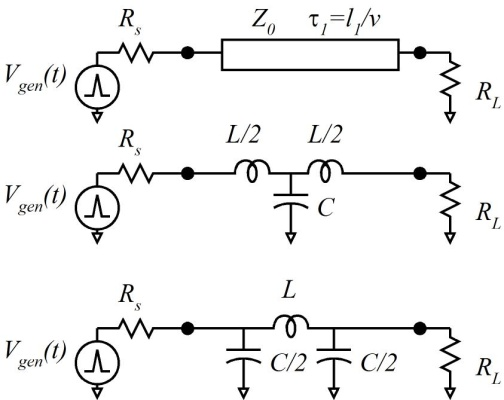 R_s Z_0 τ_1=l_1/v
V_gen(t) R_L
L/2 L/2
R_s
V_gen(t) C R_L
L
R_s
V_gen(t) C/2 C/2 R_L